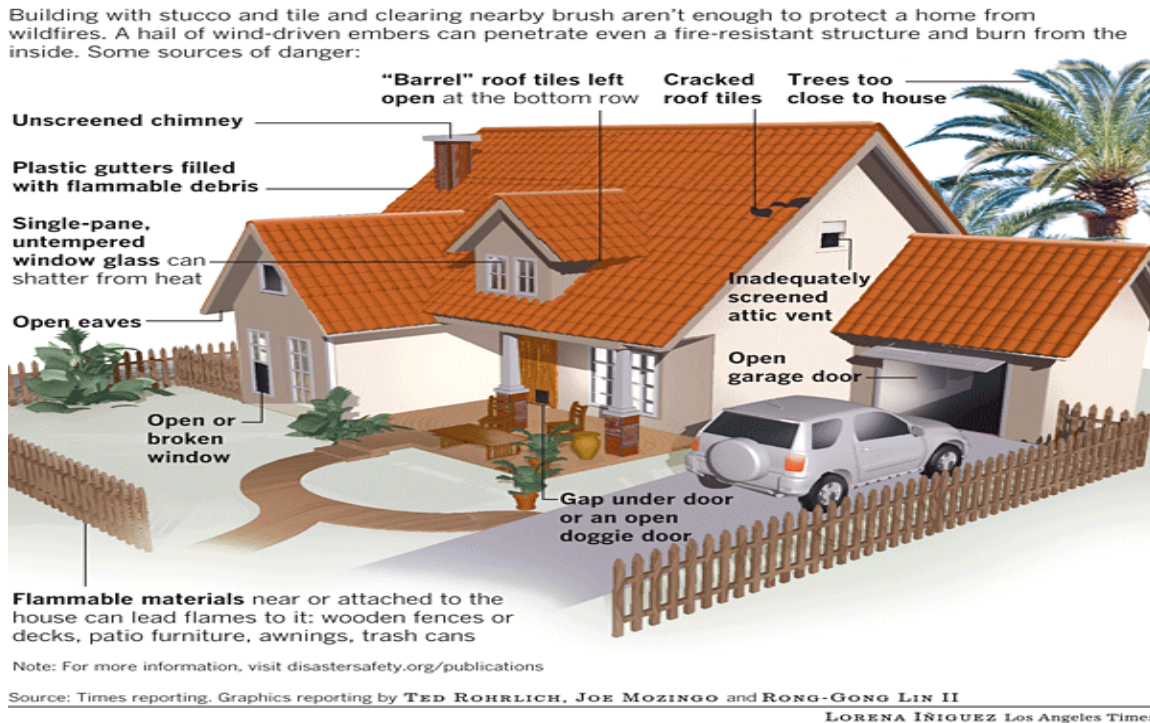 Building with stucco and tile and clearing nearby brush aren't enough to protect a home from
wildfires. A hail of wind-driven embers can penetrate even a fire-resistant structure and burn from the
inside. Some sources of danger:
"Barrel" roof tiles left
open at the bottom row
Cracked
roof tiles
Trees too
close to house
Unscreened chimney
Plastic gutters filled
with flammable debris
Single-pane,
untempered
window glass can
shatter from heat
Inadequately
screened
attic vent
Open eaves
Open
garage door
Open or
broken
window
Gap under door
or an open
doggie door
Flammable materials near or attached to the
house can lead flames to it: wooden fences or
decks, patio furniture, awnings, trash cans
Note: For more information, visit disastersafety.org/publications
Source: Times reporting. Graphics reporting by TED ROHRLICH, JOE MOZINGO and RONG-GONG LIN II
LORENA IÑIGUEZ Los Angeles Times